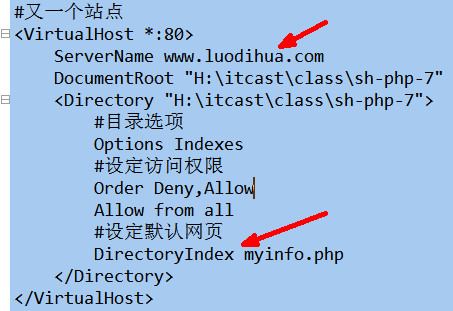 #又一个站点
<VirtualHost *:80>
ServerName www.luodihua.com
DocumentRoot "H:\itcast\class\sh-php-7"
<Directory "H:\itcast\class\sh-php-7">
#目录选项
Options Indexes
#设定访问权限
Order Deny,Allow
Allow from all
#设定默认网页
DirectoryIndex myinfo.php
</Directory>
</VirtualHost>